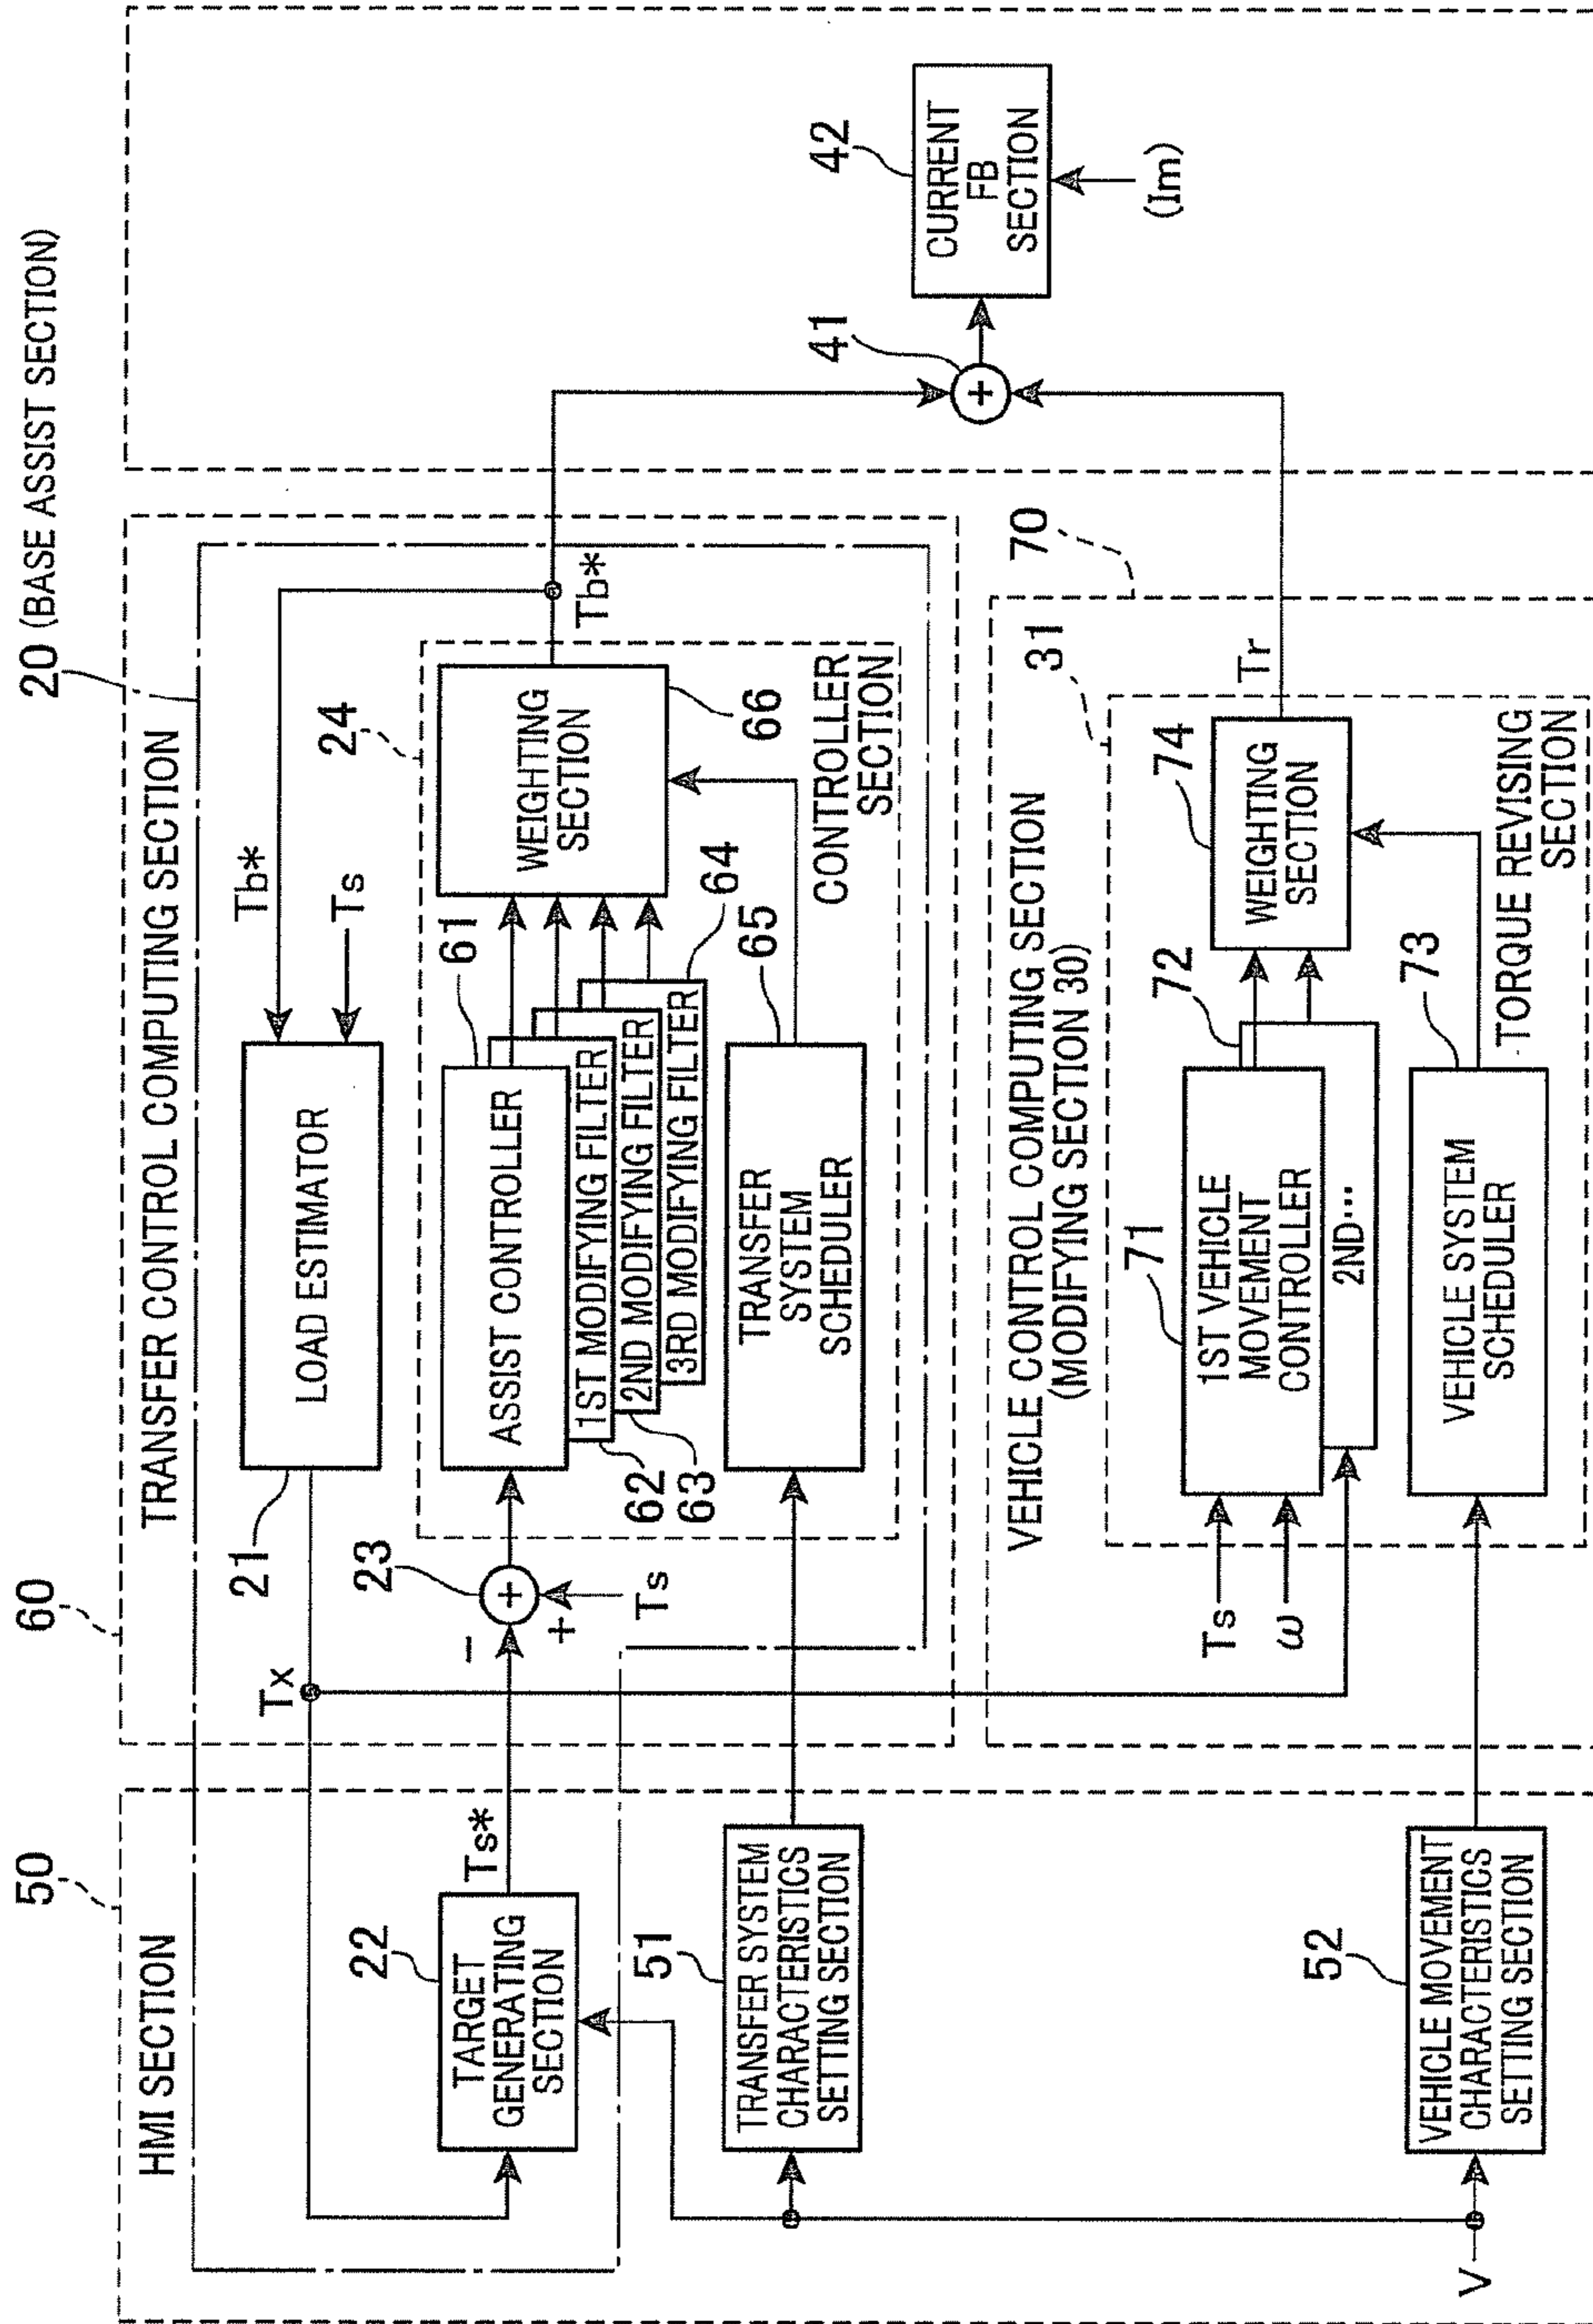 20 (BASE ASSIST SECTION)
60
TRANSFER CONTROL COMPUTING SECTION
50
HMI SECTION
Tx
21
LOAD ESTIMATOR
Tb*
Ts
22
TARGET
GENERATING
SECTION
Ts*
−
+
23
+
Ts
24
61
ASSIST CONTROLLER
1ST MODIFYING FILTER
2ND MODIFYING FILTER
3RD MODIFYING FILTER
62
63
64
WEIGHTING
SECTION
66
Tb*
65
TRANSFER
SYSTEM
SCHEDULER
CONTROLLER
SECTION
51
TRANSFER SYSTEM
CHARACTERISTICS
SETTING SECTION
41
+
42
CURRENT
FB
SECTION
(Im)
70
VEHICLE CONTROL COMPUTING SECTION
(MODIFYING SECTION 30)
31
Ts
ω
71
1ST VEHICLE
MOVEMENT
CONTROLLER
2ND···
72
74
WEIGHTING
SECTION
Tr
73
VEHICLE SYSTEM
SCHEDULER
TORQUE REVISING
SECTION
52
VEHICLE MOVEMENT
CHARACTERISTICS
SETTING SECTION
V